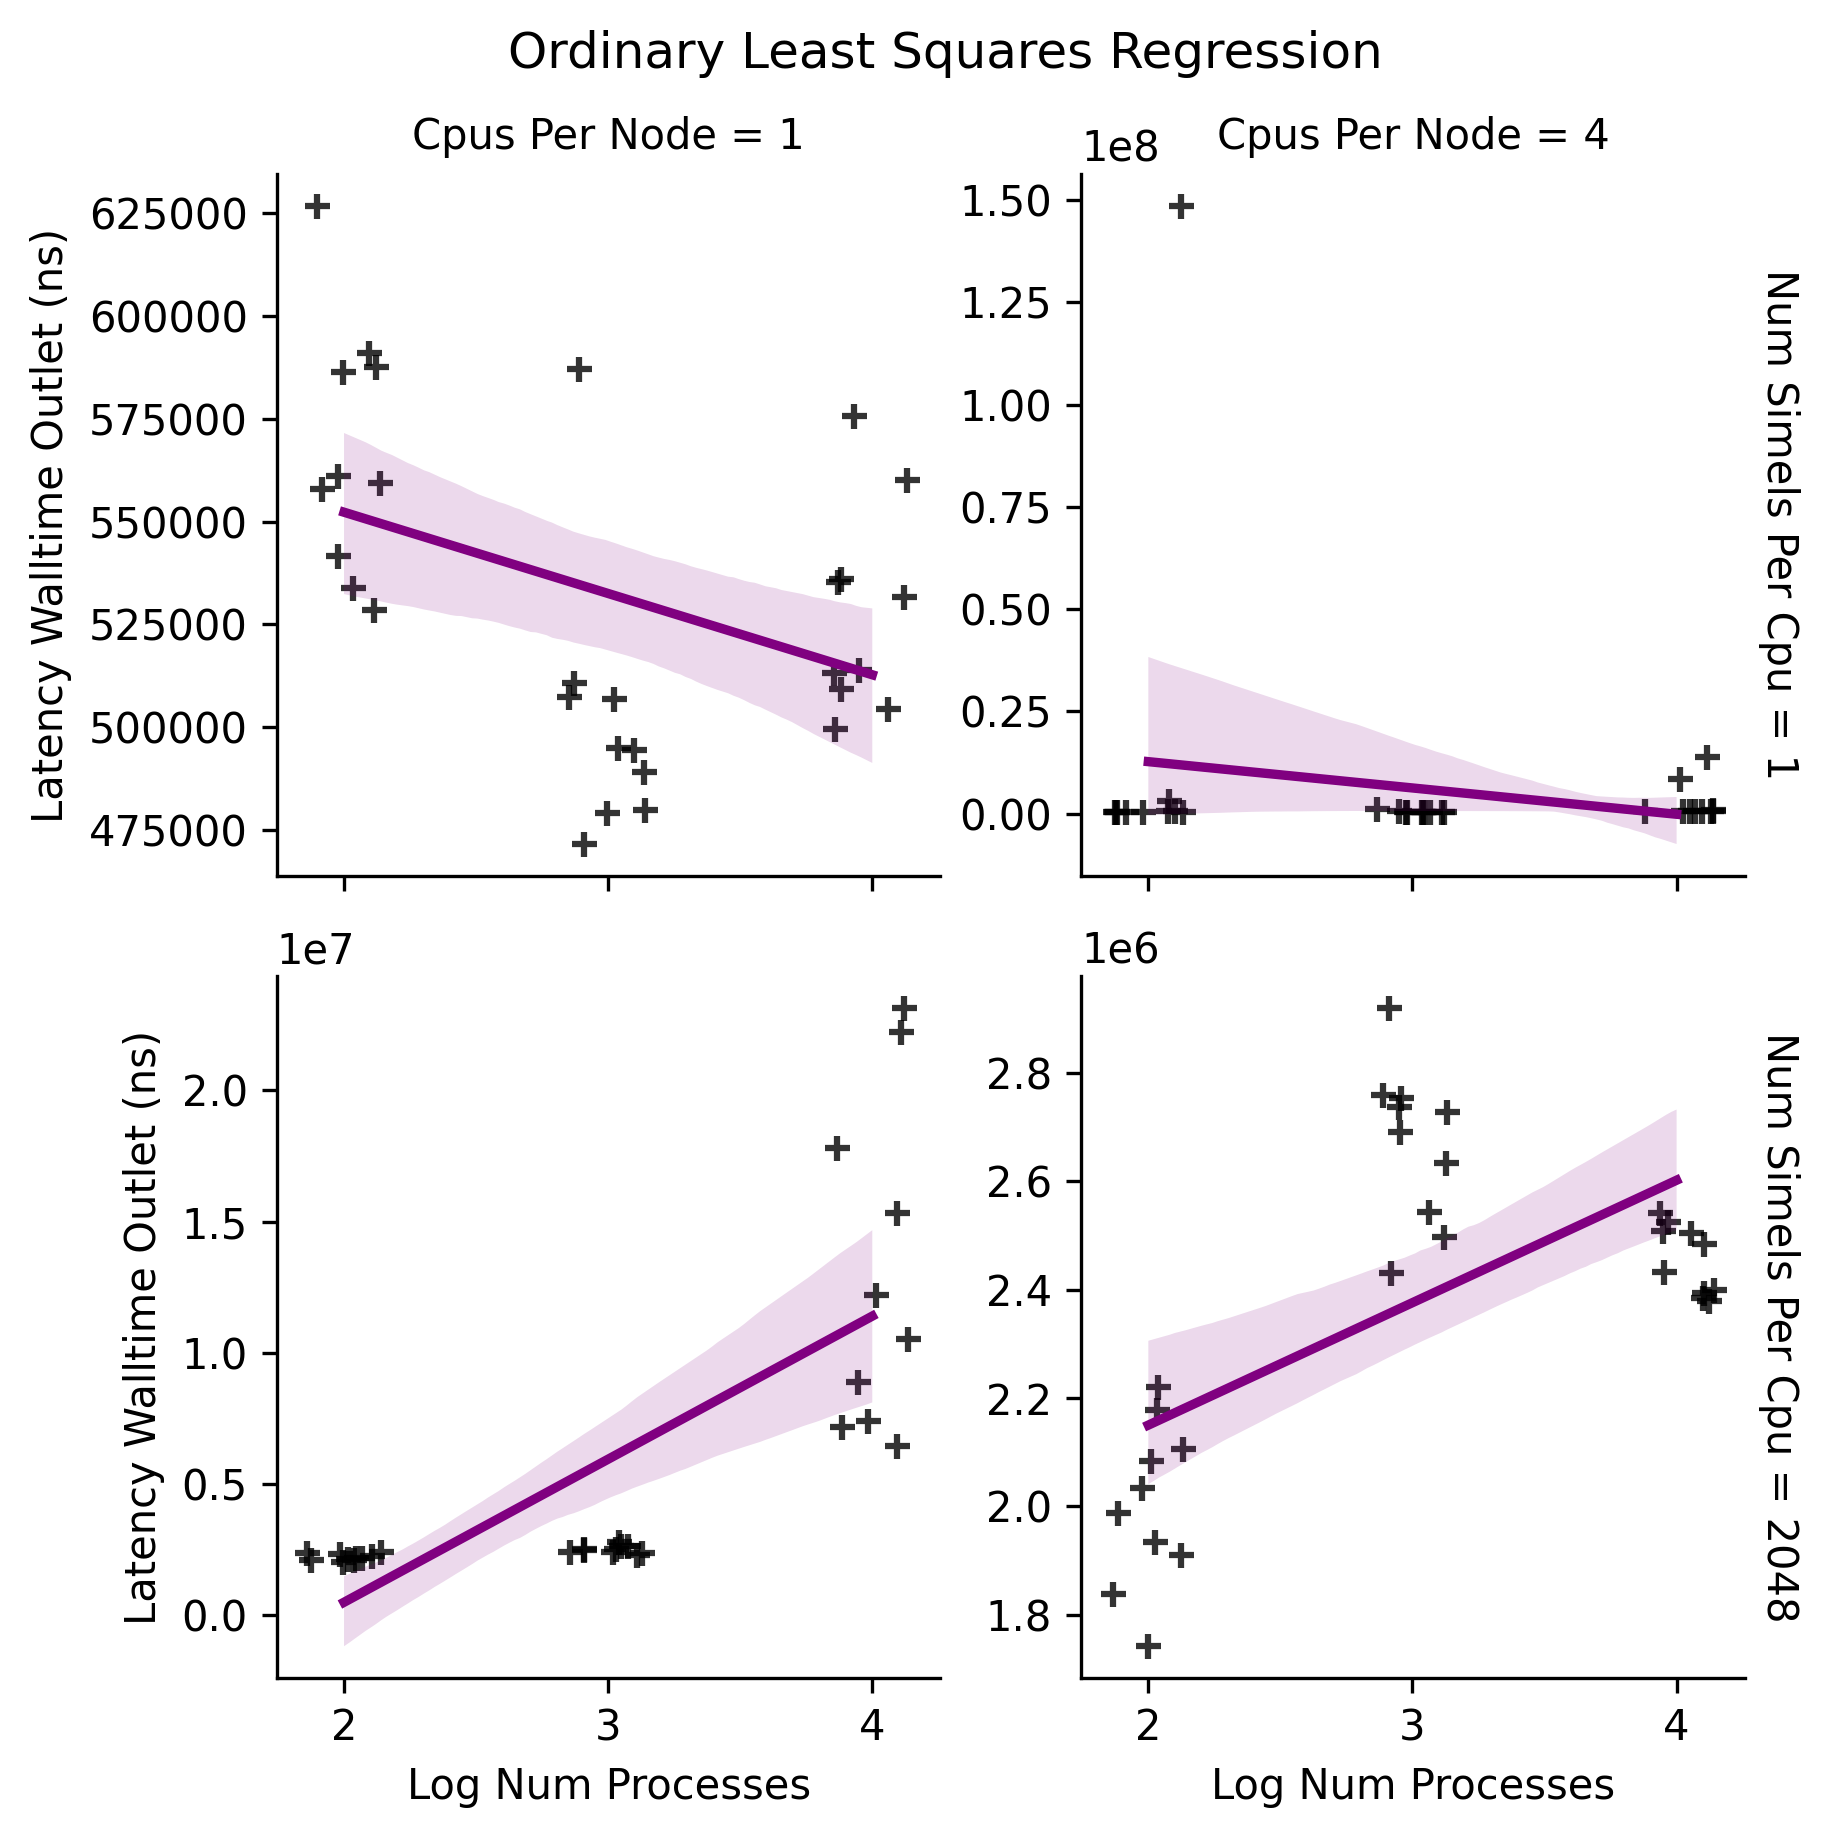 Ordinary Least Squares Regression
Cpus Per Node = 1
Cpus Per Node = 4
Latency Walltime Outlet (ns)
625000
600000
575000
550000
525000
500000
475000
1e8
1.50
1.25
1.00
0.75
0.50
0.25
0.00
Num Simels Per Cpu = 1
Latency Walltime Outlet (ns)
1e7
2.0
1.5
1.0
0.5
0.0
2
3
4
Log Num Processes
1e6
2.8
2.6
2.4
2.2
2.0
1.8
2
3
4
Log Num Processes
Num Simels Per Cpu = 2048